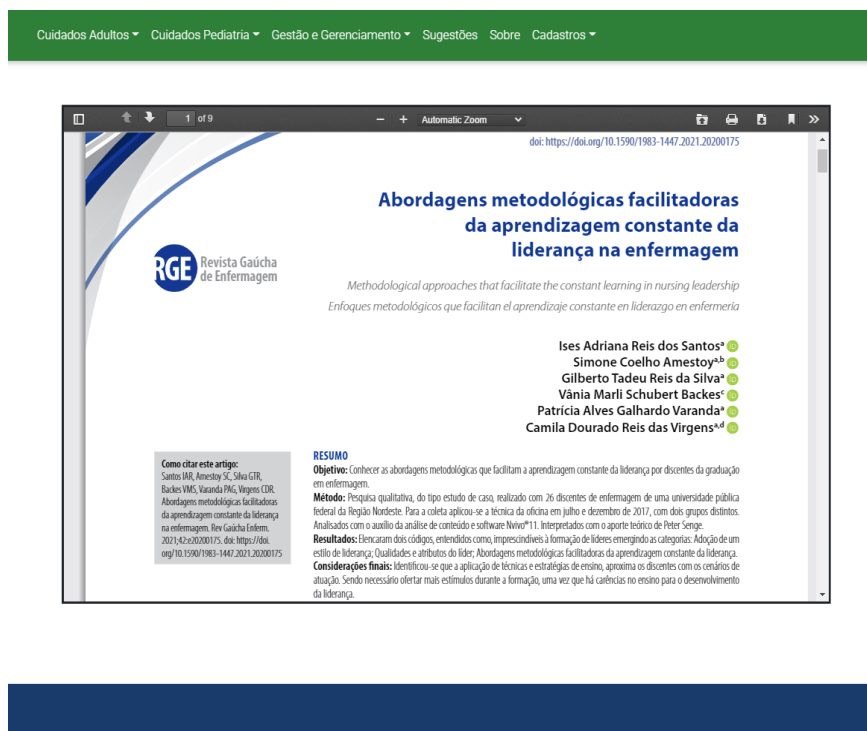 Cuidados Adultos Cuidados Pediatria Gestão e Gerenciamento Sugestões Sobre Cadastros
1 of 9 Automatic Zoom
doi: https://doi.org/10.1590/1983-1447.2021.20200175
Abordagens metodológicas facilitadoras
da aprendizagem constante da
liderança na enfermagem
RGE Revista Gaúcha
de Enfermagem
Methodological approaches that facilitate the constant learning in nursing leadership
Enfoques metodológicos que facilitan el aprendizaje constante en liderazgo en enfermería
Ises Adriana Reis dos Santosª iD
Simone Coelho Amestoyª,ᵇ iD
Gilberto Tadeu Reis da Silvaª iD
Vânia Marli Schubert Backesᶜ iD
Patrícia Alves Galhardo Varandaª iD
Camila Dourado Reis das Virgensª,ᵈ iD
Como citar este artigo:
Santos IAR, Amestoy SC, Silva GTR,
Backes VMS, Varanda PAG, Virgens CDR.
Abordagens metodológicas facilitadoras
da aprendizagem constante da liderança
na enfermagem. Rev Gaúcha Enferm.
2021;42:e20200175. doi: https://doi.
org/10.1590/1983-1447.2021.20200175
RESUMO
Objetivo: Conhecer as abordagens metodológicas que facilitam a aprendizagem constante da liderança por discentes da graduação
em enfermagem.
Método: Pesquisa qualitativa, do tipo estudo de caso, realizado com 26 discentes de enfermagem de uma universidade pública
federal da Região Nordeste. Para a coleta aplicou-se a técnica da oficina em julho e dezembro de 2017, com dois grupos distintos.
Analisados com o auxílio da análise de conteúdo e software Nvivo®11. Interpretados com o aporte teórico de Peter Senge.
Resultados: Elencaram dois códigos, entendidos como, imprescindíveis à formação de líderes emergindo as categorias: Adoção de um
estilo de liderança; Qualidades e atributos do líder; Abordagens metodológicas facilitadoras da aprendizagem constante da liderança.
Considerações finais: Identificou-se que a aplicação de técnicas e estratégias de ensino, aproxima os discentes com os cenários de
atuação. Sendo necessário ofertar mais estímulos durante a formação, uma vez que há carências no ensino para o desenvolvimento
da liderança.